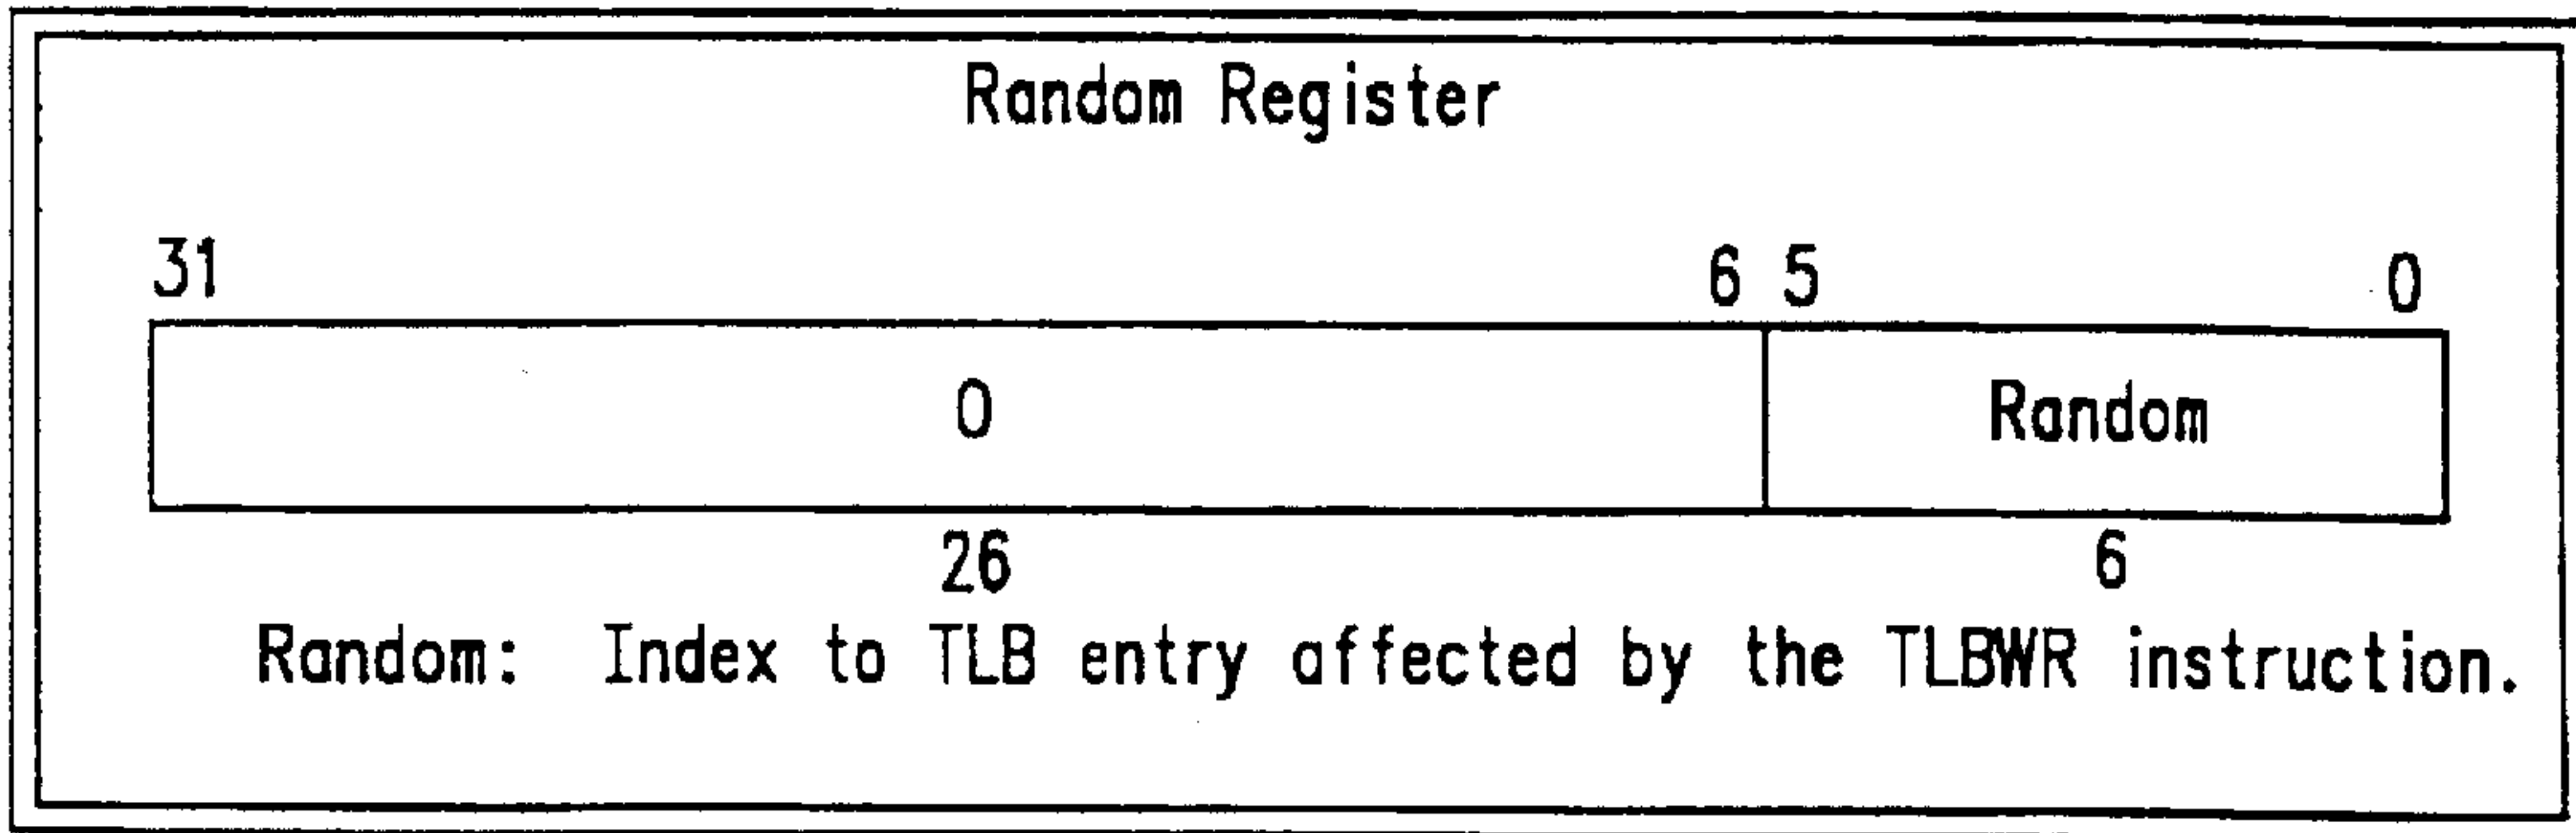 Random Register
31 6 5 0
0 Random
26 6
Random: Index to TLB entry affected by the TLBWR instruction.